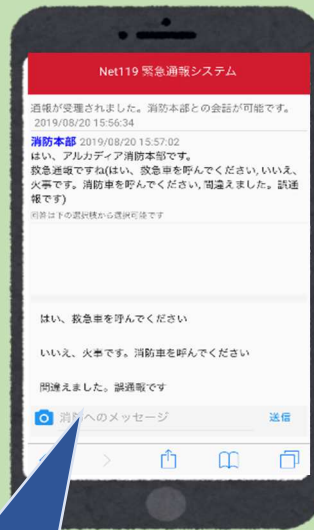 Net119 緊急通報システム
通報が受理されました。消防本部との会話が可能です。
2019/08/20 15:56:34
消防本部 2019/08/20 15:57:02
はい、アルカディア消防本部です。
救急通報ですね(はい、救急車を呼んでください, いいえ、
火事です。消防車を呼んでください, 間違えました。誤通
報です)
回答は下の選択肢から選択可能です
はい、救急車を呼んでください
いいえ、火事です。消防車を呼んでください
間違えました。誤通報です
消防へのメッセージ
送信